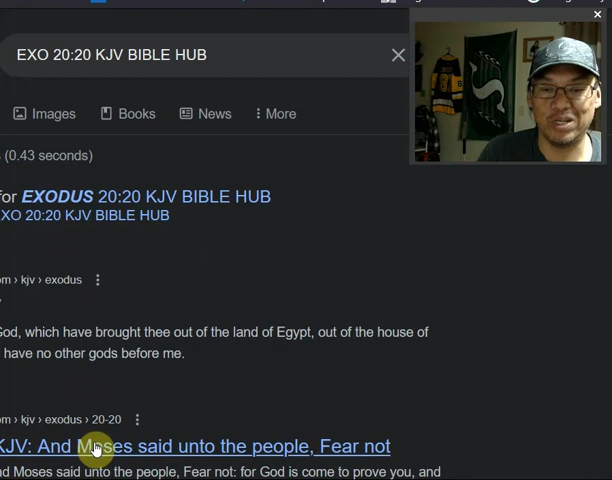 EXO 20:20 KJV BIBLE HUB
Images Books News More
(0.43 seconds)
for EXODUS 20:20 KJV BIBLE HUB
XO 20:20 KJV BIBLE HUB
om › kjv › exodus
God, which have brought thee out of the land of Egypt, out of the house of
have no other gods before me.
om › kjv › exodus › 20-20
KJV: And Moses said unto the people, Fear not
nd Moses said unto the people, Fear not: for God is come to prove you, and